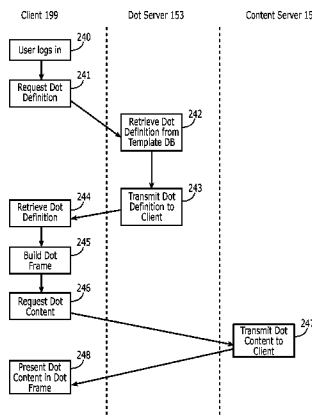 Client 199
Dot Server 153
Content Server 15
User logs in
240
Request Dot
Definition
241
Retrieve Dot
Definition from
Template DB
242
Transmit Dot
Definition to
Client
243
Retrieve Dot
Definition
244
Build Dot
Frame
245
Request Dot
Content
246
Transmit Dot
Content to
Client
247
Present Dot
Content in Dot
Frame
248